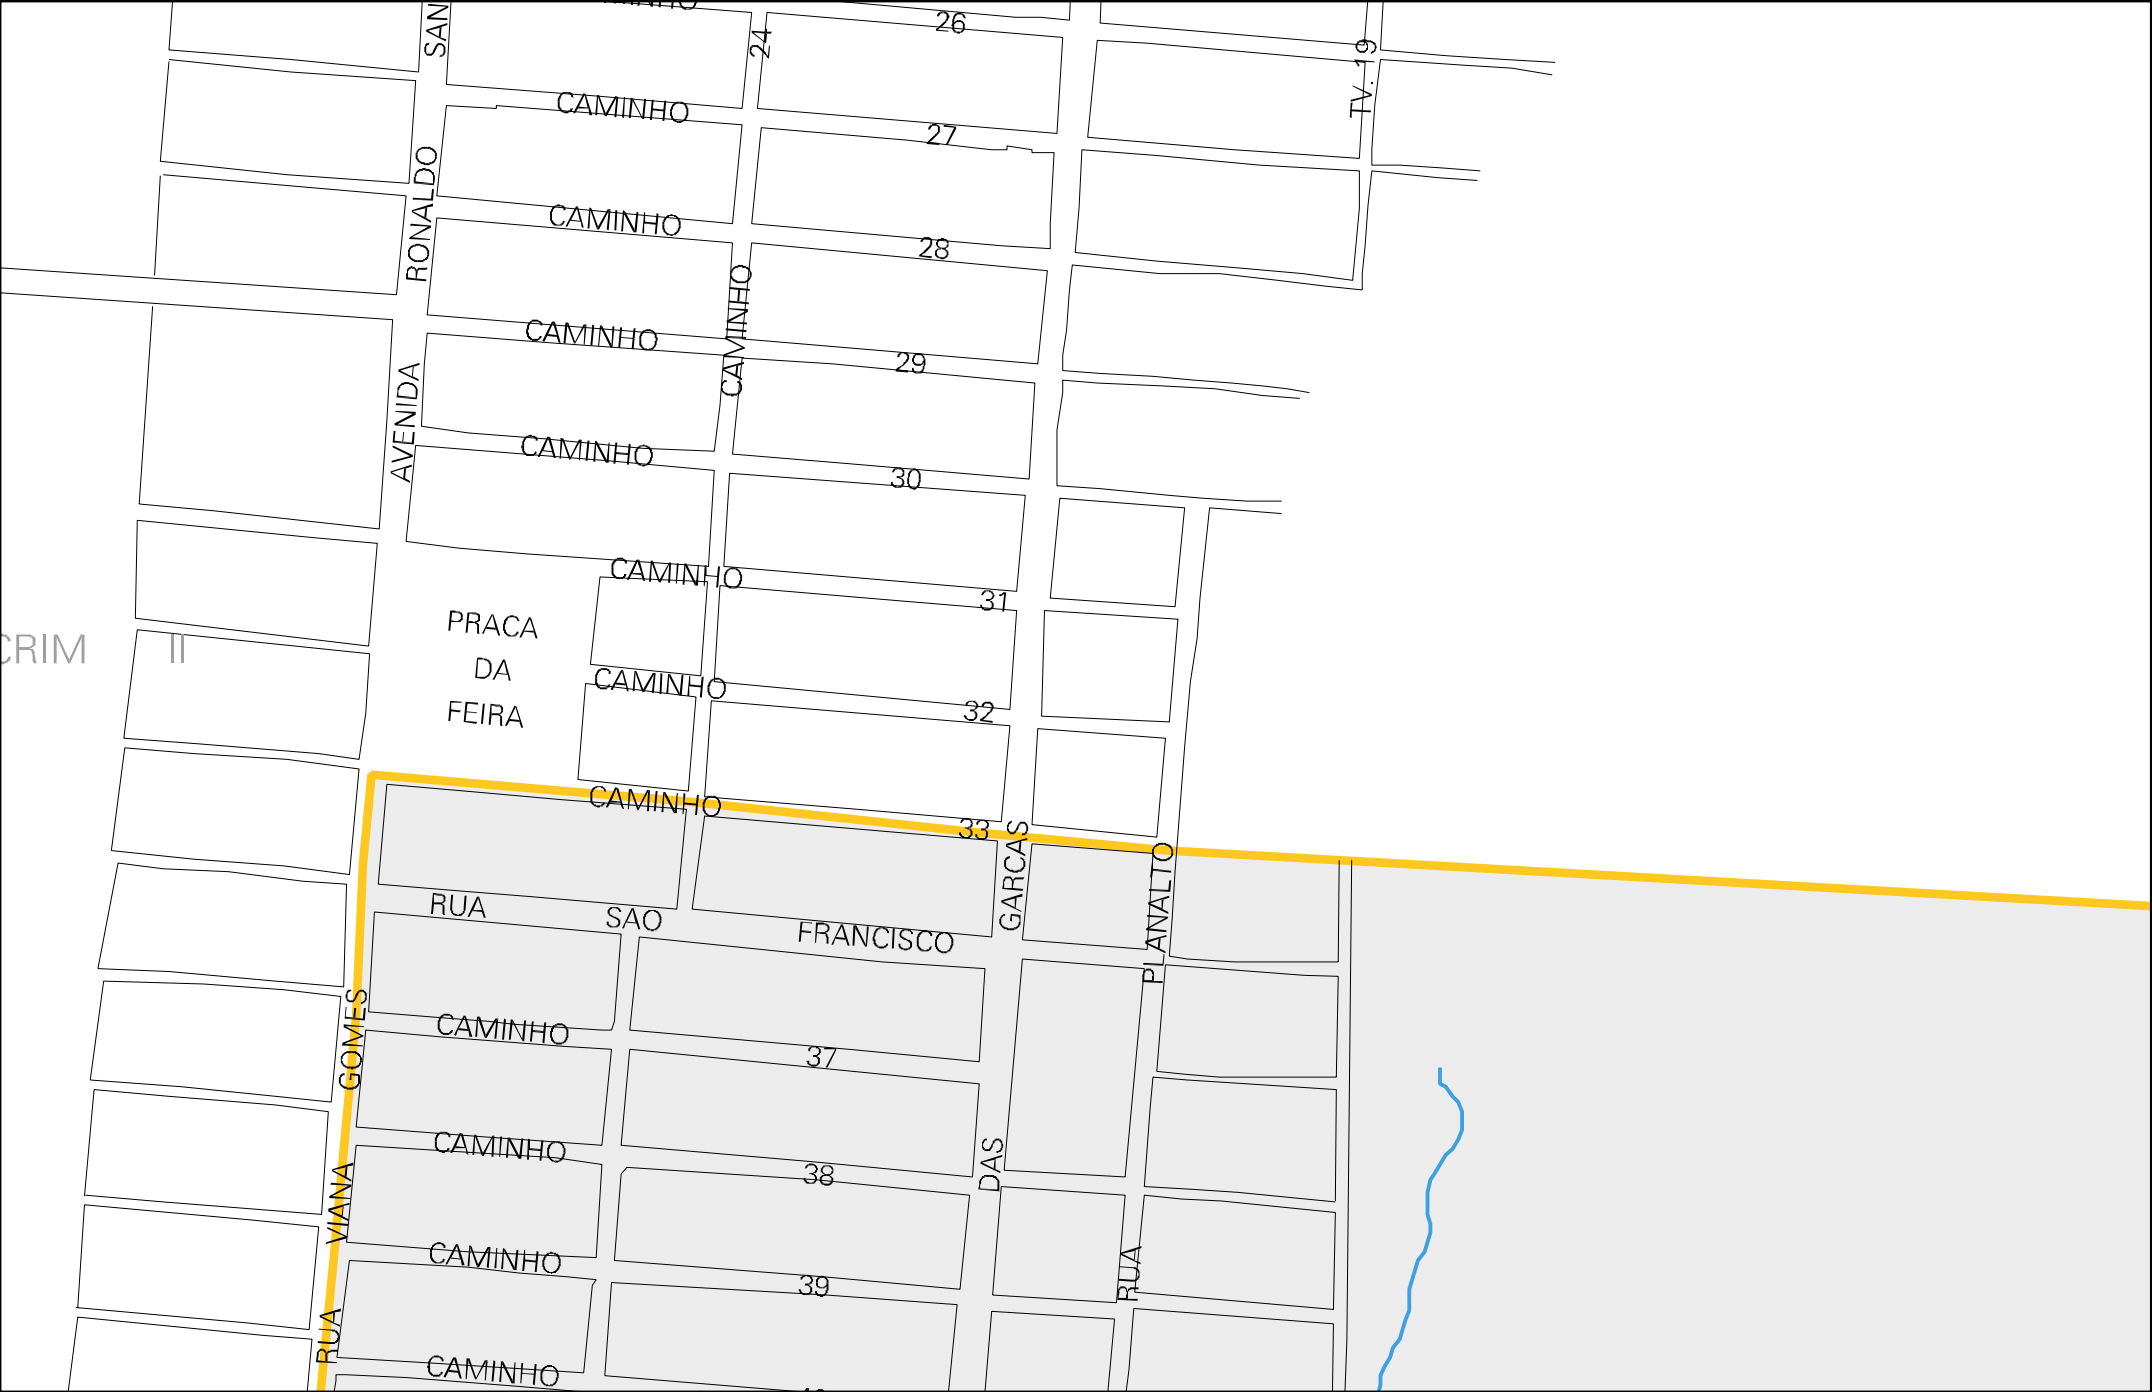 26
SAN
24
TV. 19
CAMINHO 27
AVENIDA RONALDO
CAMINHO 28
CAMINHO
CAMINHO 29
CAMINHO 30
CAMINHO 31
PRACA
DA
FEIRA
CRIM II
CAMINHO 32
CAMINHO 33
RUA SAO FRANCISCO
RUA DAS GARCAS
RUA PLANALTO
RUA VIANA GOMES
CAMINHO 37
CAMINHO 38
CAMINHO 39
CAMINHO